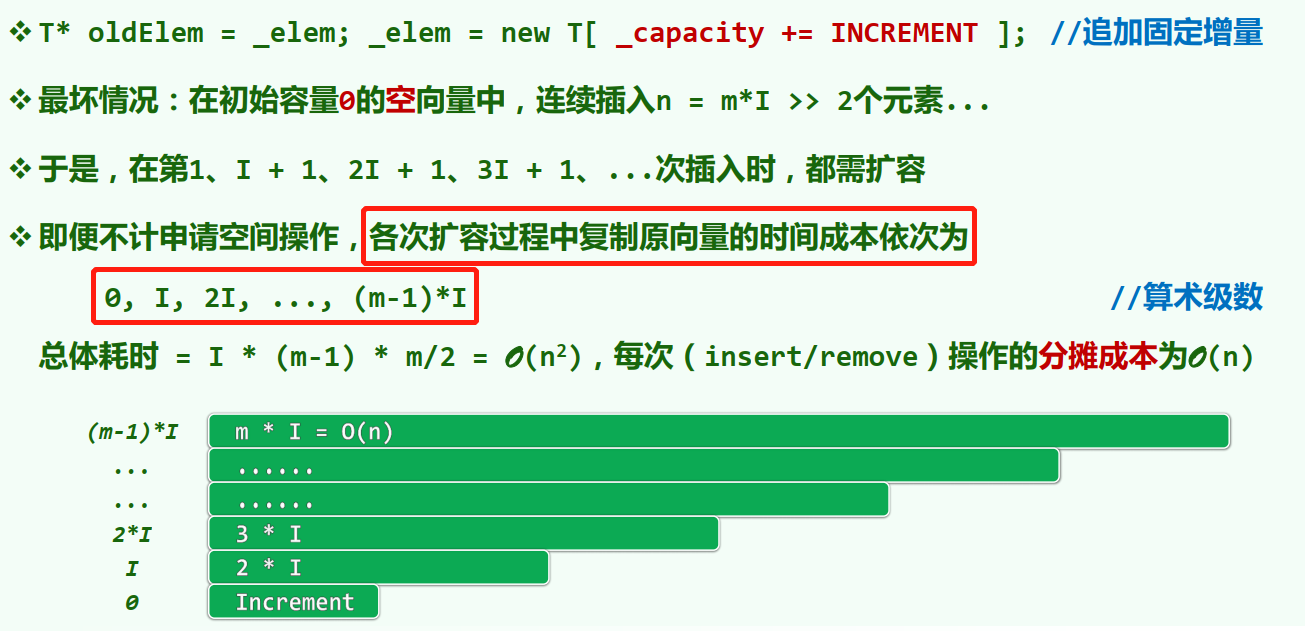 ❖ T* oldElem = _elem; _elem = new T[ _capacity += INCREMENT ]; //追加固定增量
❖ 最坏情况：在初始容量0的空向量中，连续插入n = m*I >> 2个元素...
❖ 于是，在第1、I + 1、2I + 1、3I + 1、...次插入时，都需扩容
❖ 即便不计申请空间操作，各次扩容过程中复制原向量的时间成本依次为
0, I, 2I, ..., (m-1)*I //算术级数
总体耗时 = I * (m-1) * m/2 = 𝒪(n²)，每次（insert/remove）操作的分摊成本为𝒪(n)
(m-1)*I m * I = O(n)
... ......
... ......
2*I 3 * I
I 2 * I
0 Increment